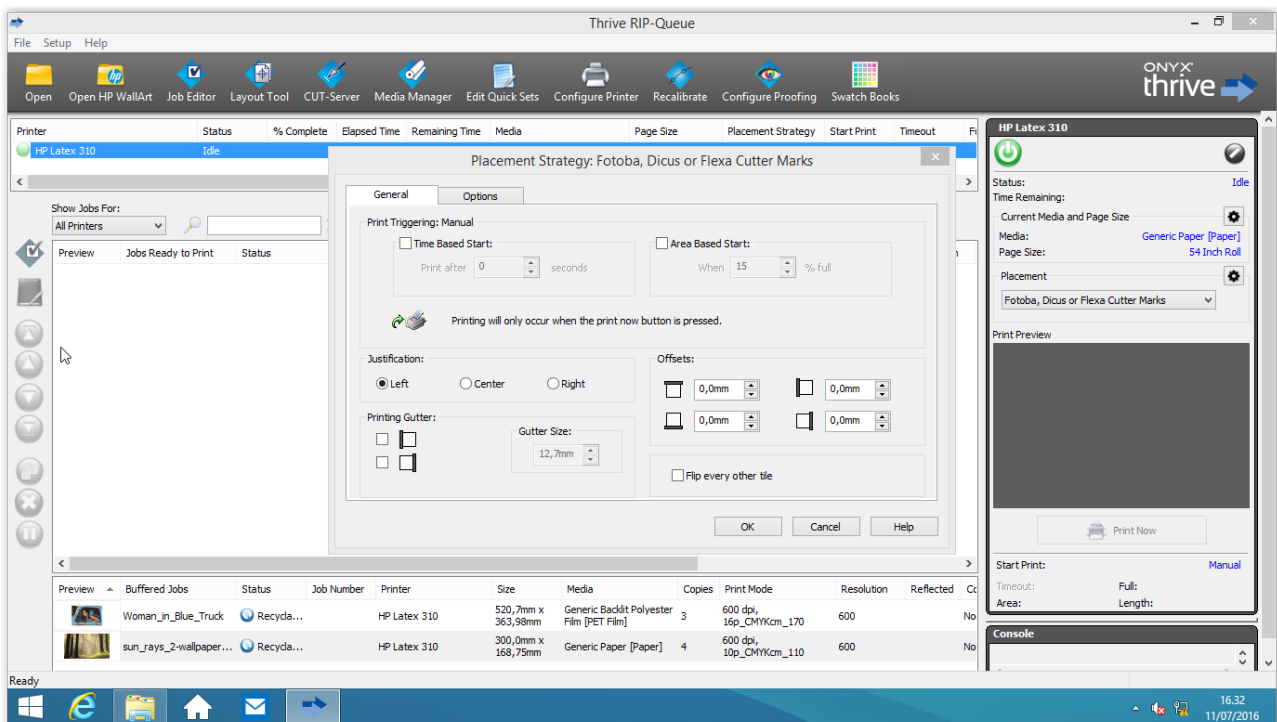 Thrive RIP-Queue
File Setup Help
Open Open HP WallArt Job Editor Layout Tool CUT-Server Media Manager Edit Quick Sets Configure Printer Recalibrate Configure Proofing Swatch Books
ONYX
thrive
Printer Status % Complete Elapsed Time Remaining Time Media Page Size Placement Strategy Start Print Timeout
HP Latex 310 Idle
Show Jobs For:
All Printers
Preview Jobs Ready to Print Status
Placement Strategy: Fotoba, Dicus or Flexa Cutter Marks
General Options
Print Triggering: Manual
Time Based Start: Area Based Start:
Print after 0 seconds When 15 % full
Printing will only occur when the print now button is pressed.
Justification: Offsets:
Left Center Right
0,0mm 0,0mm
0,0mm 0,0mm
Printing Gutter:
Gutter Size:
12,7mm
Flip every other tile
OK Cancel Help
HP Latex 310
Status: Idle
Time Remaining:
Current Media and Page Size
Media: Generic Paper [Paper]
Page Size: 54 Inch Roll
Placement
Fotoba, Dicus or Flexa Cutter Marks
Print Preview
Print Now
Start Print: Manual
Timeout: Full:
Area: Length:
Console
Preview Buffered Jobs Status Job Number Printer Size Media Copies Print Mode Resolution Reflected
Woman_in_Blue_Truck Recycla... HP Latex 310 520,7mm x 363,98mm Generic Backlit Polyester Film [PET Film] 3 600 dpi, 16p_CMYKcm_170 600 No
sun_rays_2-wallpaper... Recycla... HP Latex 310 300,0mm x 168,75mm Generic Paper [Paper] 4 600 dpi, 10p_CMYKcm_110 600 No
Ready
16.32
11/07/2016